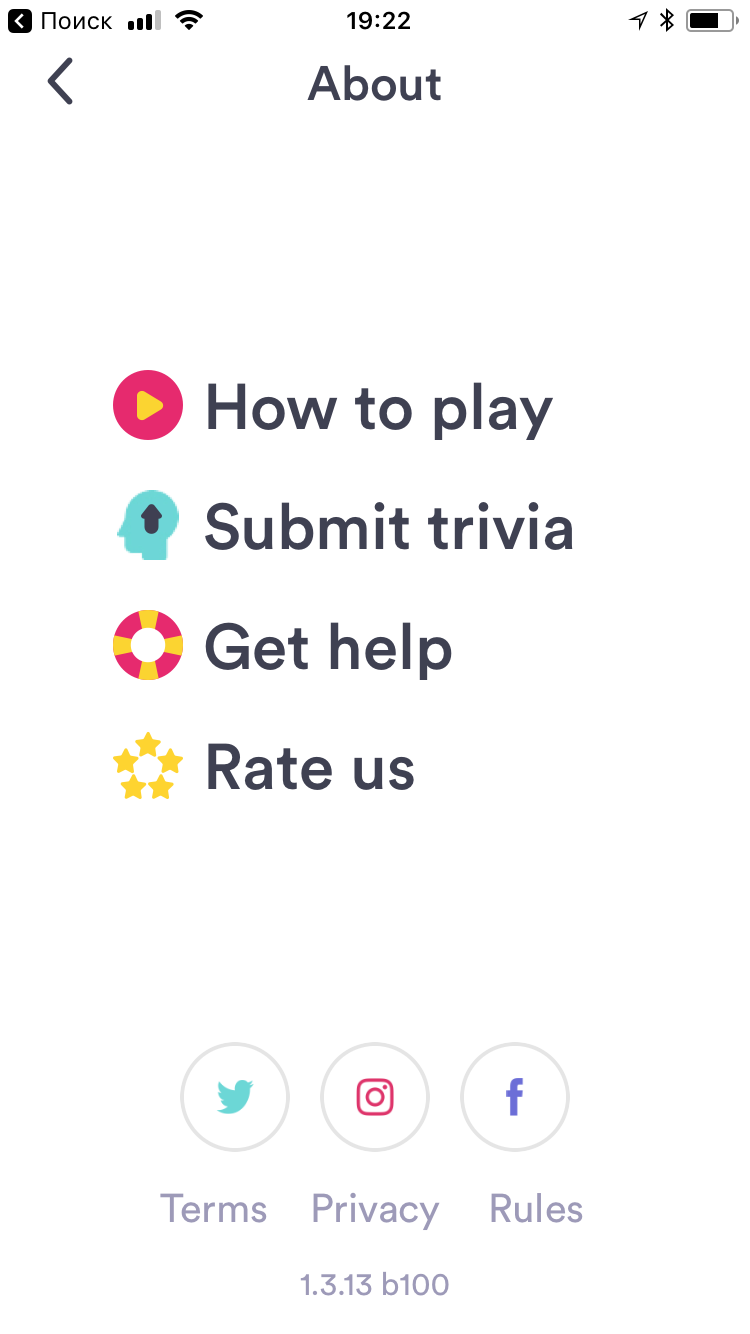 Поиск 19:22
About
How to play
Submit trivia
Get help
Rate us
Terms Privacy Rules
1.3.13 b100